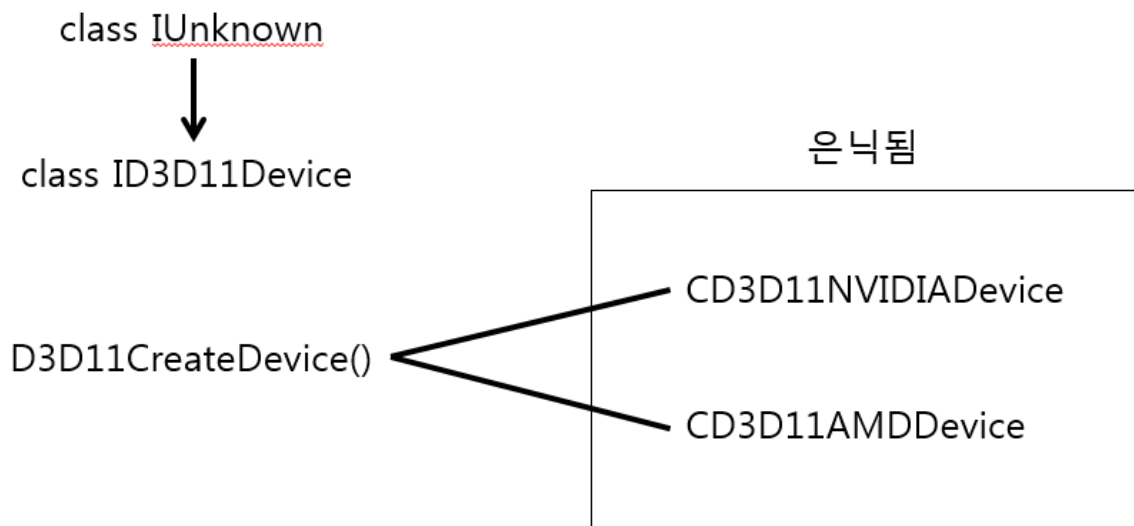 class IUnknown
은닉됨
class ID3D11Device
CD3D11NVIDIADevice
D3D11CreateDevice()
CD3D11AMDDevice